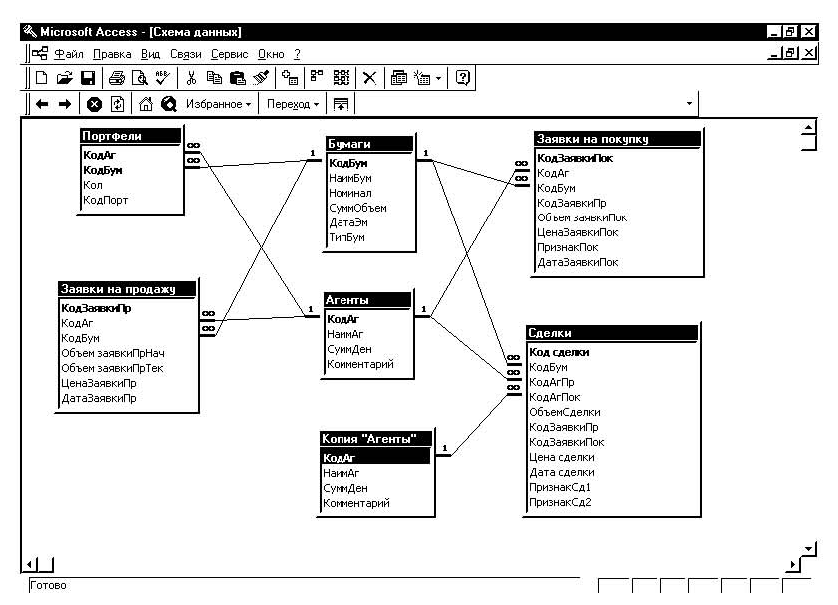 Microsoft Access - [Схема данных]
Файл Правка Вид Связи Сервис Окно ?
Избранное Переход
Портфели
КодАг
КодБум
Кол
КодПорт
Бумаги
КодБум
НаимБум
Номинал
СуммОбъем
ДатаЭм
ТипБум
Заявки на покупку
КодЗаявкиПок
КодАг
КодБум
КодЗаявкиПр
Объем заявкиПок
ЦенаЗаявкиПок
ПризнакПок
ДатаЗаявкиПок
Заявки на продажу
КодЗаявкиПр
КодАг
КодБум
Объем заявкиПрНач
Объем заявкиПрТек
ЦенаЗаявкиПр
ДатаЗаявкиПр
Агенты
КодАг
НаимАг
СуммДен
Комментарий
Сделки
Код сделки
КодБум
КодАгПр
КодАгПок
ОбъемСделки
КодЗаявкиПр
КодЗаявкиПок
Цена сделки
Дата сделки
ПризнакСд1
ПризнакСд2
Копия "Агенты"
КодАг
НаимАг
СуммДен
Комментарий
∞
∞
1
1
∞
∞
∞
∞
1
1
∞
∞
∞
1
Готово